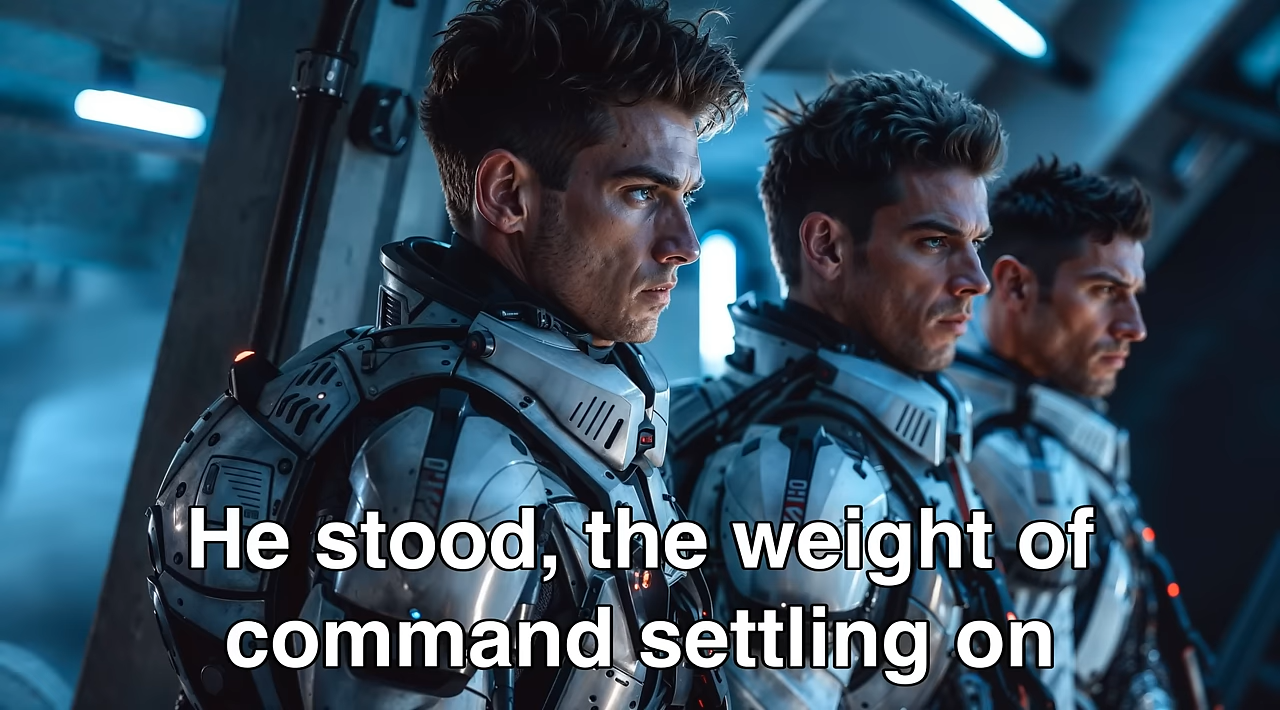 He stood, the weight of
command settling on